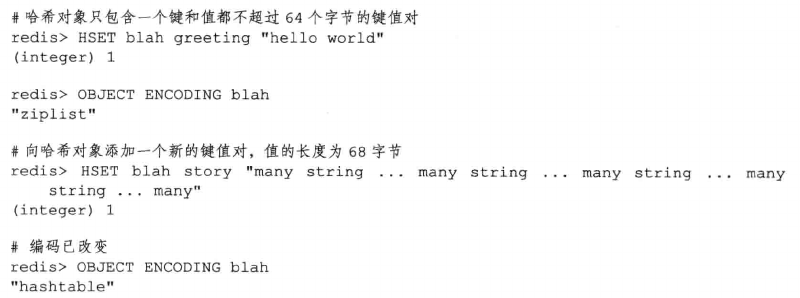 # 哈希对象只包含一个键和值都不超过 64 个字节的键值对
redis> HSET blah greeting "hello world"
(integer) 1
redis> OBJECT ENCODING blah
"ziplist"
# 向哈希对象添加一个新的键值对，值的长度为 68 字节
redis> HSET blah story "many string ... many string ... many string ... many
string ... many"
(integer) 1
# 编码已改变
redis> OBJECT ENCODING blah
"hashtable"